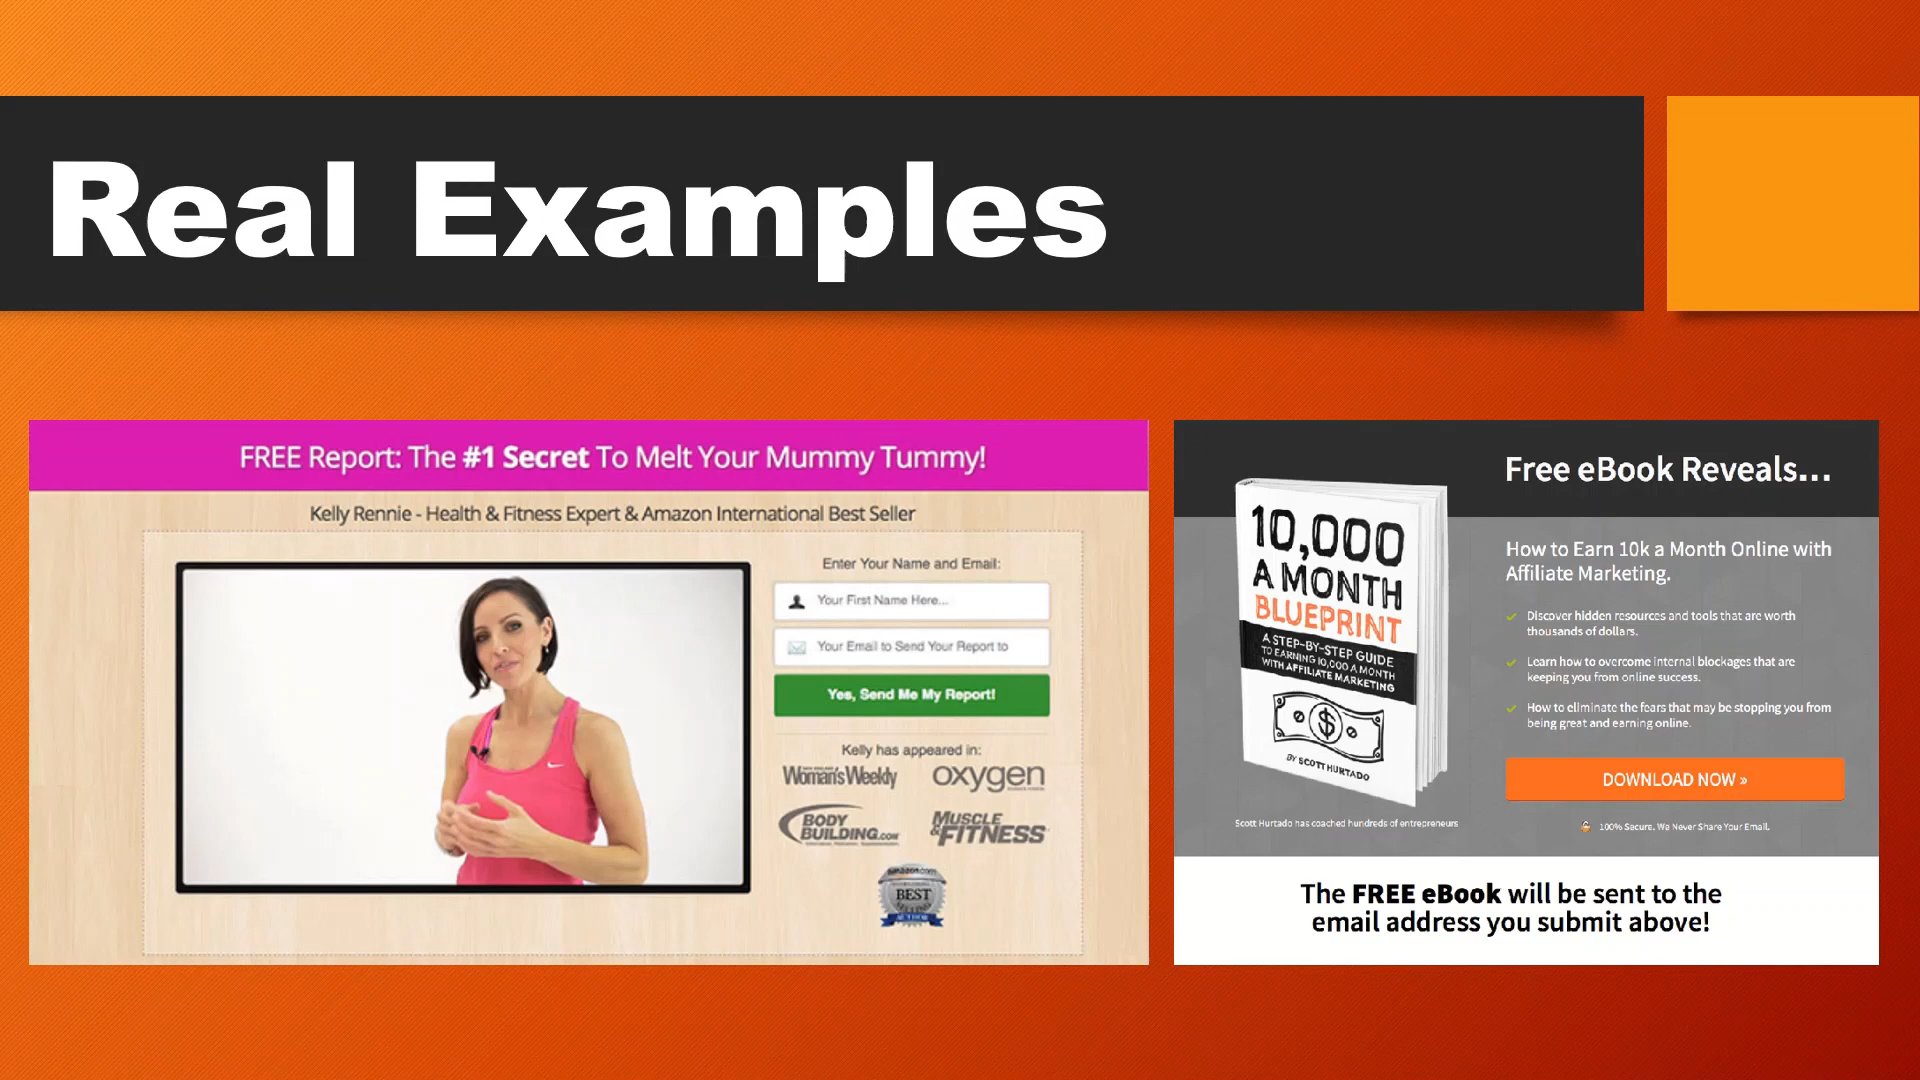 Real Examples
FREE Report: The #1 Secret To Melt Your Mummy Tummy!
Kelly Rennie - Health & Fitness Expert & Amazon International Best Seller
Enter Your Name and Email:
Your First Name Here...
Your Email to Send Your Report to
Yes, Send Me My Report!
Kelly has appeared in:
Woman's Weekly
oxygen
BODY
BUILDING.com
MUSCLE
& FITNESS
amazon.com
BEST
SELLING
AUTHOR
Free eBook Reveals...
10,000
A MONTH
BLUEPRINT
A STEP-BY-STEP GUIDE
TO EARNING 10,000 A MONTH
WITH AFFILIATE MARKETING
$
BY SCOTT HURTADO
Scott Hurtado has coached hundreds of entrepreneurs
How to Earn 10k a Month Online with
Affiliate Marketing.
Discover hidden resources and tools that are worth
thousands of dollars.
Learn how to overcome internal blockages that are
keeping you from online success.
How to eliminate the fears that may be stopping you from
being great and earning online.
DOWNLOAD NOW »
100% Secure. We Never Share Your Email.
The FREE eBook will be sent to the
email address you submit above!